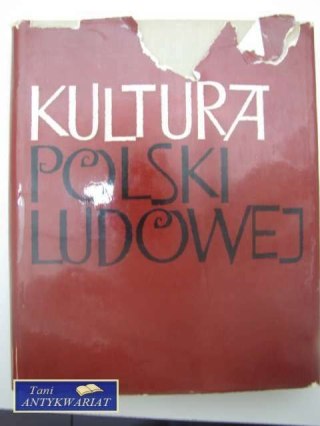 KULTURA
POLSKI
LUDOWEJ
Tani
ANTYKWARIAT